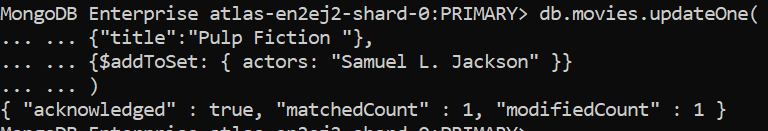 MongoDB Enterprise atlas-en2ej2-shard-0:PRIMARY> db.movies.updateOne(
... ... {"title":"Pulp Fiction "},
... ... {$addToSet: { actors: "Samuel L. Jackson" }}
... ... )
{ "acknowledged" : true, "matchedCount" : 1, "modifiedCount" : 1 }
MongoDB Enterprise atlas-en2ej2-shard-0:PRIMARY>